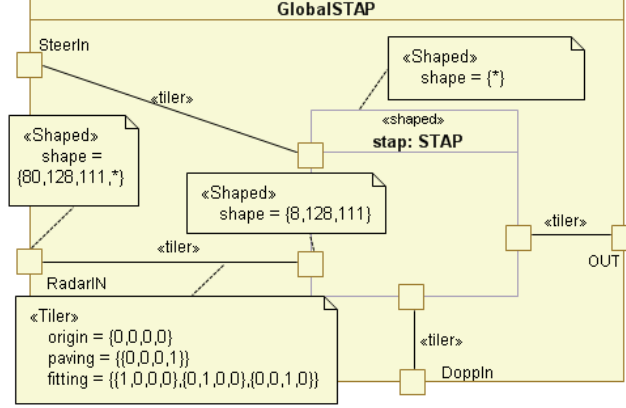 GlobalSTAP
SteerIn
«Shaped»
shape = {*}
«tiler»
«shaped»
stap: STAP
«Shaped»
shape =
{80,128,111,*}
«Shaped»
shape = {8,128,111}
«tiler»
«tiler»
OUT
RadarIN
«Tiler»
origin = {0,0,0,0}
paving = {{0,0,0,1}}
fitting = {{1,0,0,0},{0,1,0,0},{0,0,1,0}}
«tiler»
DoppIn